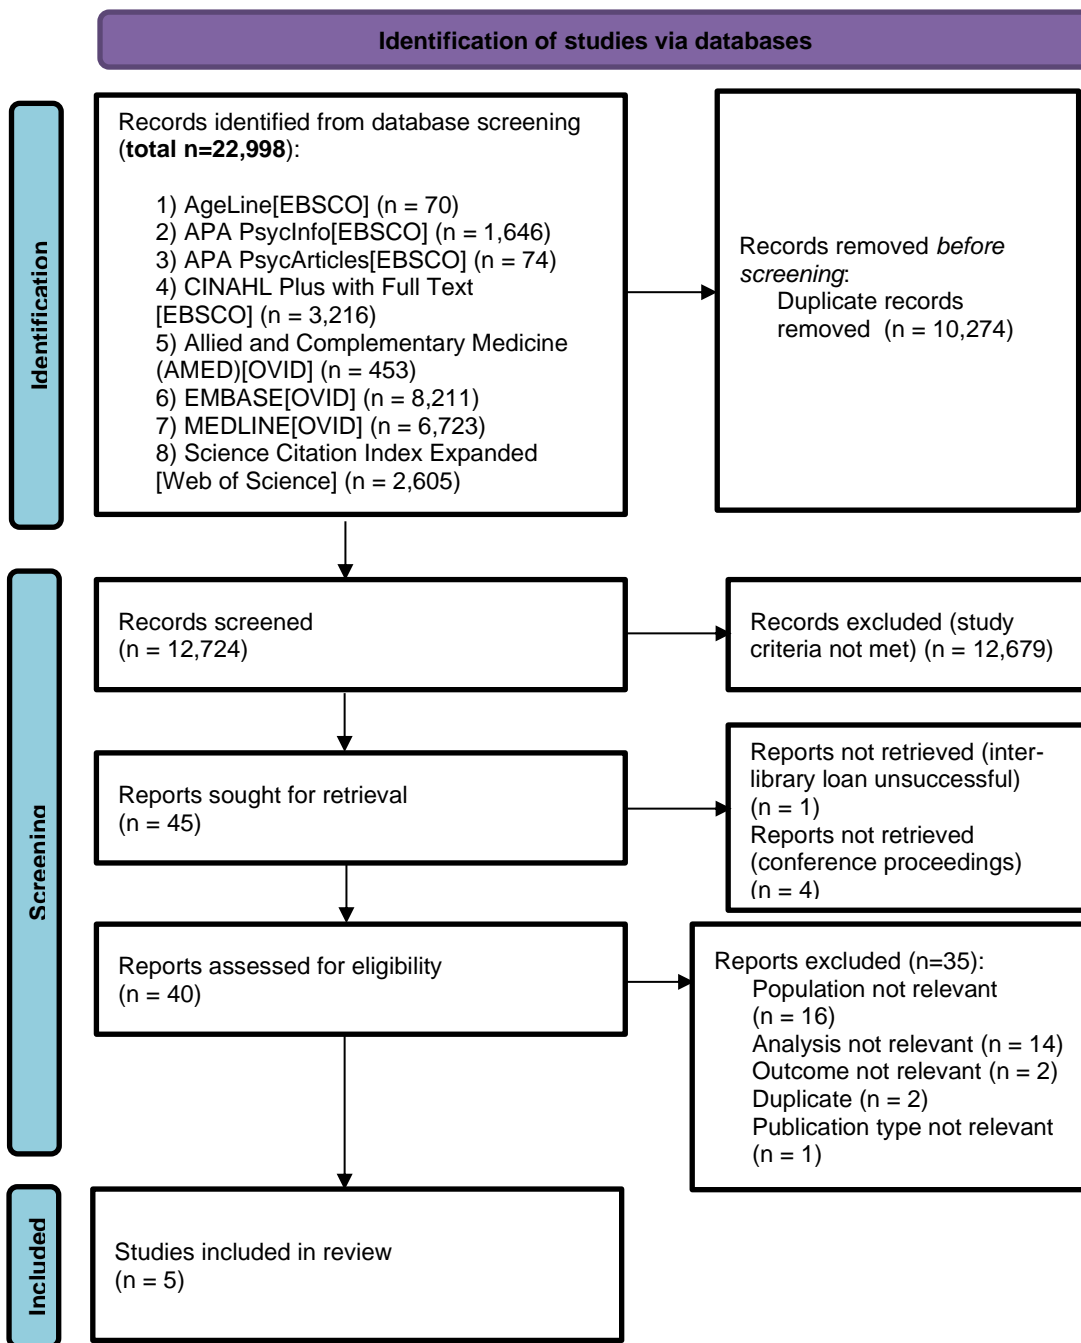 Identification of studies via databases
Identification
Records identified from database screening
(total n=22,998):
1) AgeLine[EBSCO] (n = 70)
2) APA PsycInfo[EBSCO] (n = 1,646)
3) APA PsycArticles[EBSCO] (n = 74)
4) CINAHL Plus with Full Text
[EBSCO] (n = 3,216)
5) Allied and Complementary Medicine
(AMED)[OVID] (n = 453)
6) EMBASE[OVID] (n = 8,211)
7) MEDLINE[OVID] (n = 6,723)
8) Science Citation Index Expanded
[Web of Science] (n = 2,605)
Records removed before
screening:
Duplicate records
removed (n = 10,274)
Screening
Records screened
(n = 12,724)
Records excluded (study
criteria not met) (n = 12,679)
Reports sought for retrieval
(n = 45)
Reports not retrieved (inter-
library loan unsuccessful)
(n = 1)
Reports not retrieved
(conference proceedings)
(n = 4)
Reports assessed for eligibility
(n = 40)
Reports excluded (n=35):
Population not relevant
(n = 16)
Analysis not relevant (n = 14)
Outcome not relevant (n = 2)
Duplicate (n = 2)
Publication type not relevant
(n = 1)
Included
Studies included in review
(n = 5)